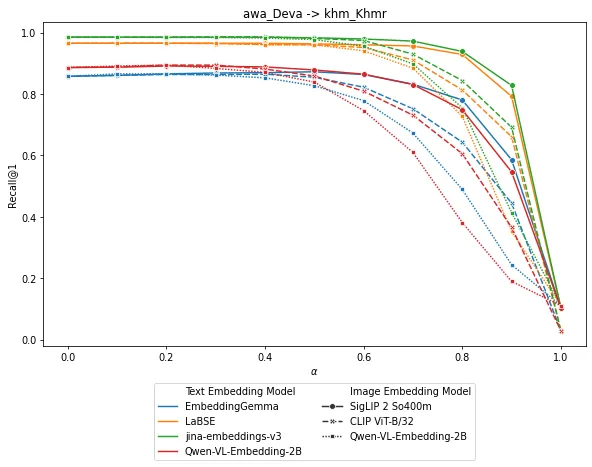 awa_Deva -> khm_Khmr
Recall@1
1.0
0.8
0.6
0.4
0.2
0.0
0.0 0.2 0.4 0.6 0.8 1.0
α
Text Embedding Model
EmbeddingGemma
LaBSE
jina-embeddings-v3
Qwen-VL-Embedding-2B
Image Embedding Model
SigLIP 2 So400m
CLIP ViT-B/32
Qwen-VL-Embedding-2B